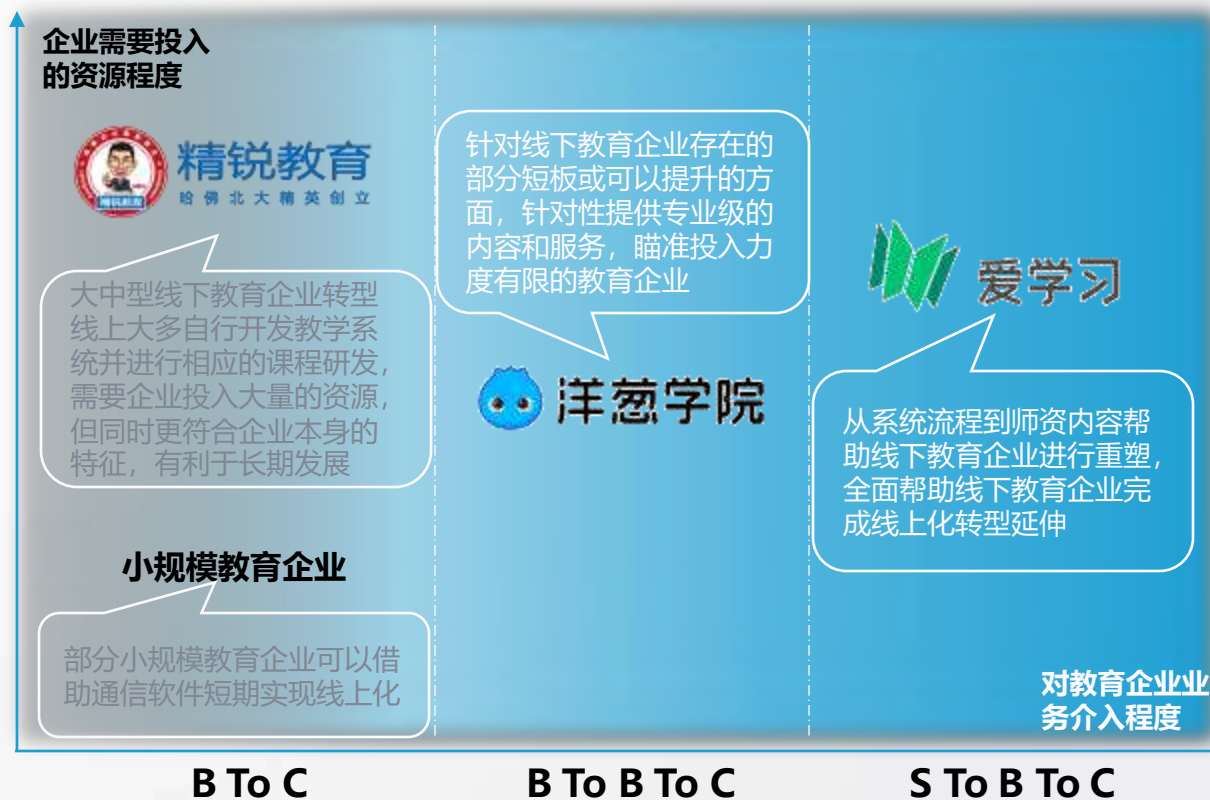 企业需要投入
的资源程度
精锐教育
哈佛北大精英创立
大中型线下教育企业转型
线上大多自行开发教学系
统并进行相应的课程研发，
需要企业投入大量的资源，
但同时更符合企业本身的
特征，有利于长期发展
小规模教育企业
部分小规模教育企业可以借
助通信软件短期实现线上化
针对线下教育企业存在的
部分短板或可以提升的方
面，针对性提供专业级的
内容和服务，瞄准投入力
度有限的教育企业
洋葱学院
爱学习
从系统流程到师资内容帮
助线下教育企业进行重塑，
全面帮助线下教育企业完
成线上化转型延伸
对教育企业业
务介入程度
B To C
B To B To C
S To B To C